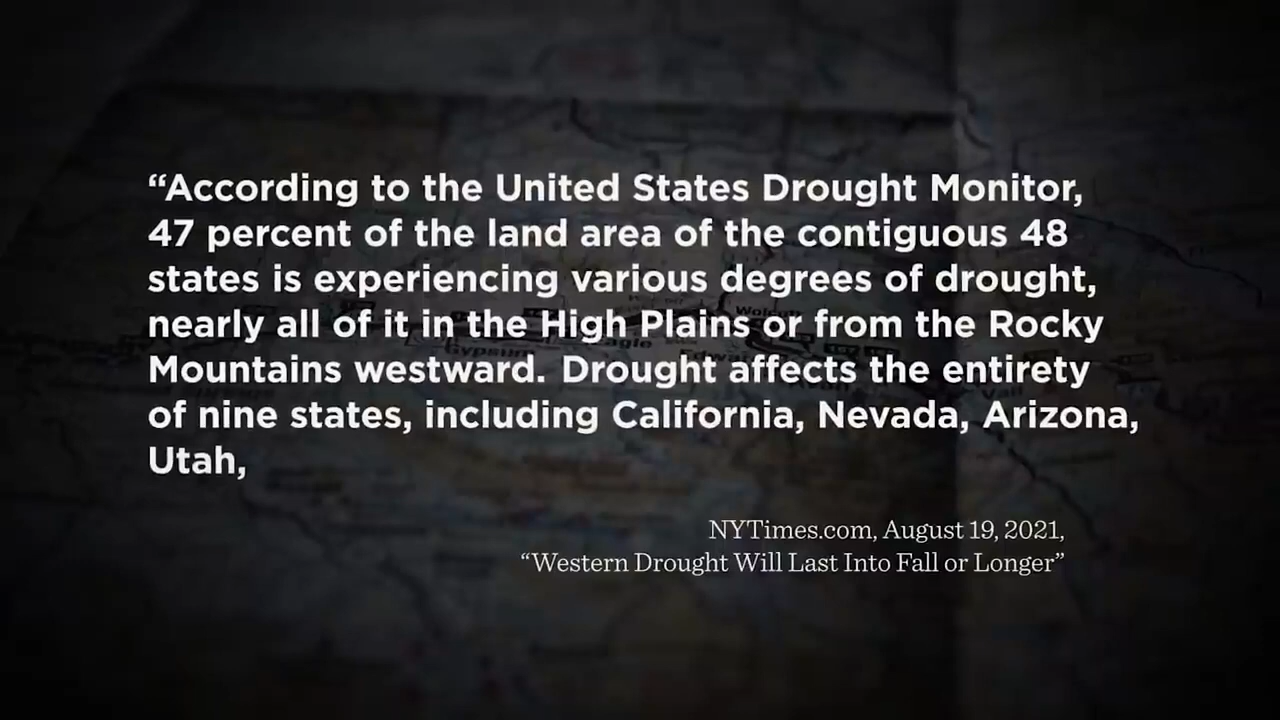 “According to the United States Drought Monitor,
47 percent of the land area of the contiguous 48
states is experiencing various degrees of drought,
nearly all of it in the High Plains or from the Rocky
Mountains westward. Drought affects the entirety
of nine states, including California, Nevada, Arizona,
Utah,
NYTimes.com, August 19, 2021,
“Western Drought Will Last Into Fall or Longer”